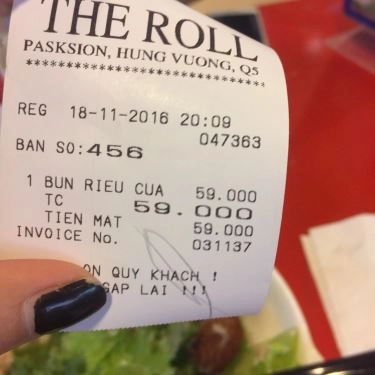 THE ROLL
PASKSION, HUNG VUONG, Q5
******************************
REG 18-11-2016 20:09
047363
BAN SO:456
1 BUN RIEU CUA 59.000
TC 59.000
TIEN MAT 59.000
INVOICE No. 031137
ON QUY KHACH !
GAP LAI !!!